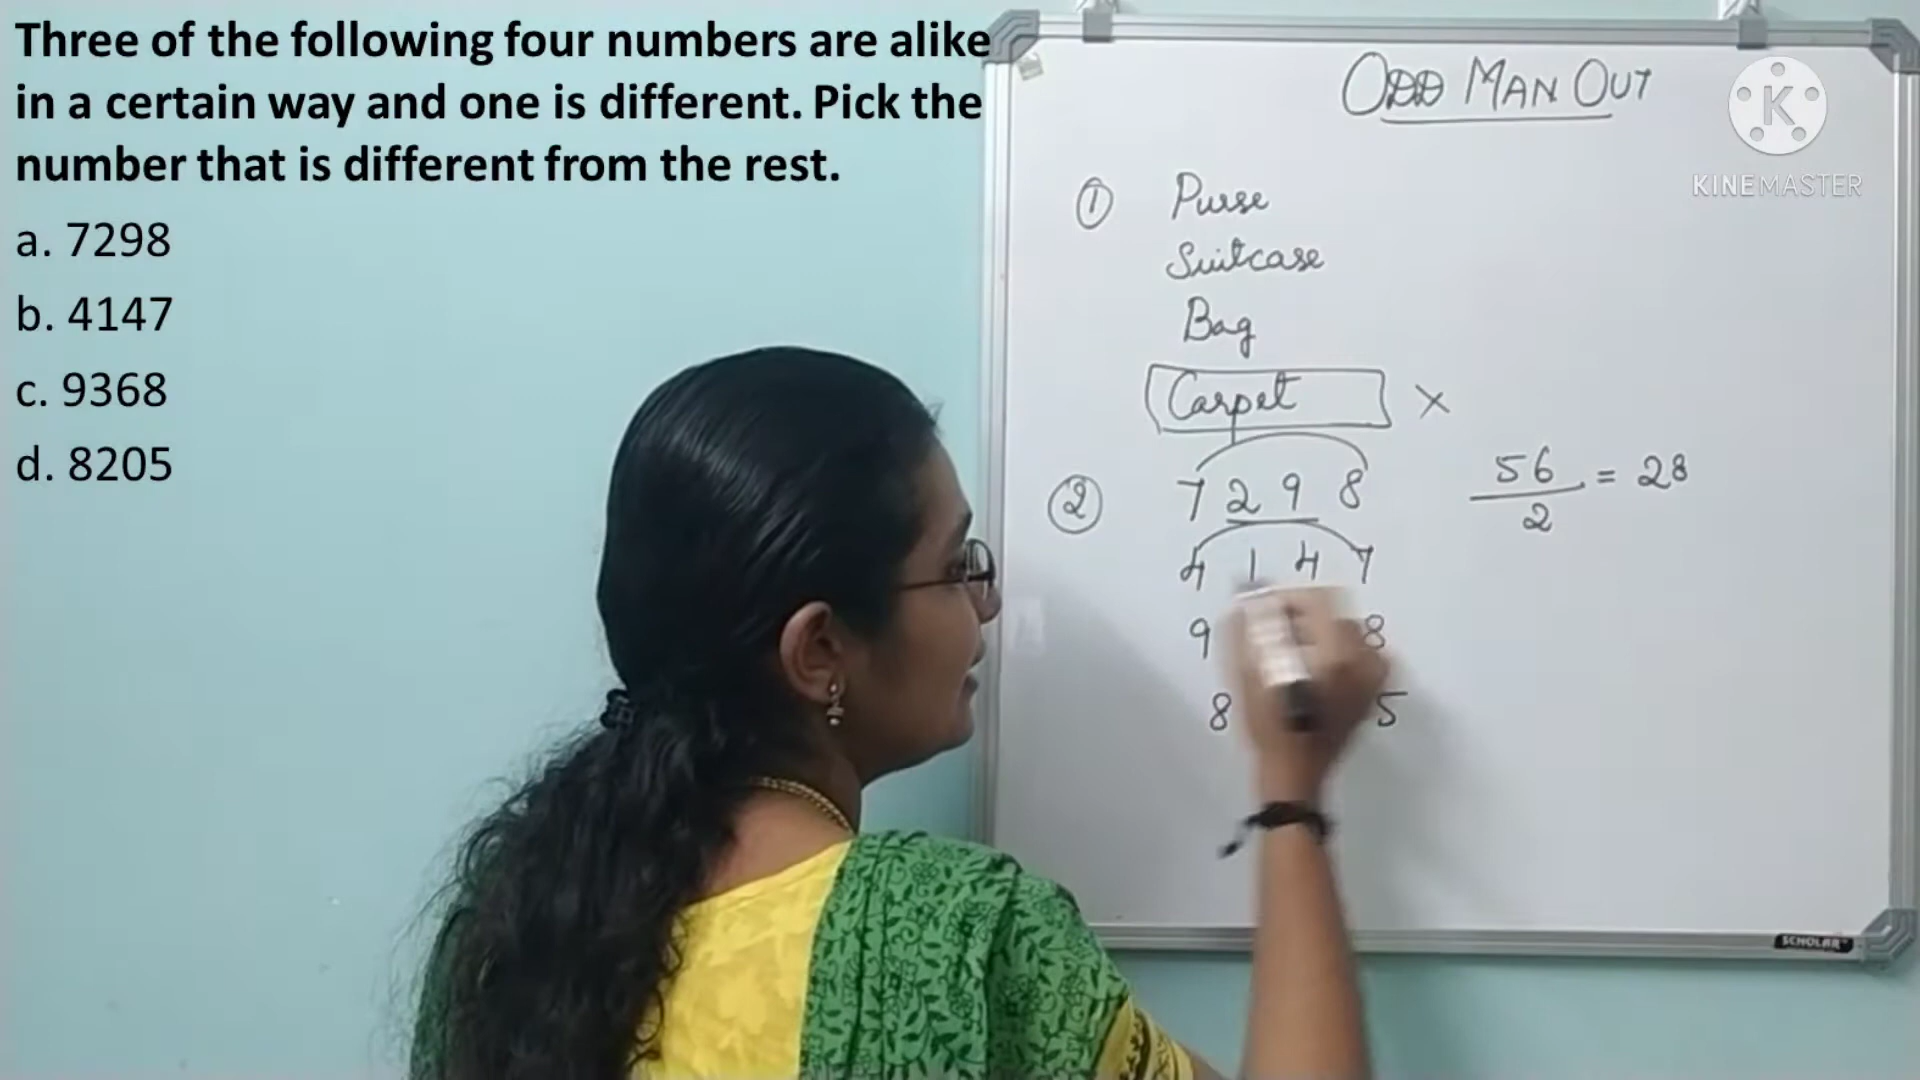 Three of the following four numbers are alike
in a certain way and one is different. Pick the
number that is different from the rest.
a. 7298
b. 4147
c. 9368
d. 8205
ODD MAN OUT
KINEMASTER
1 Purse
Suitcase
Bag
Carpet ×
2 7 2 9 8
56/2 = 28
4 1 4 7
9 8
8 5
SCHOLAR